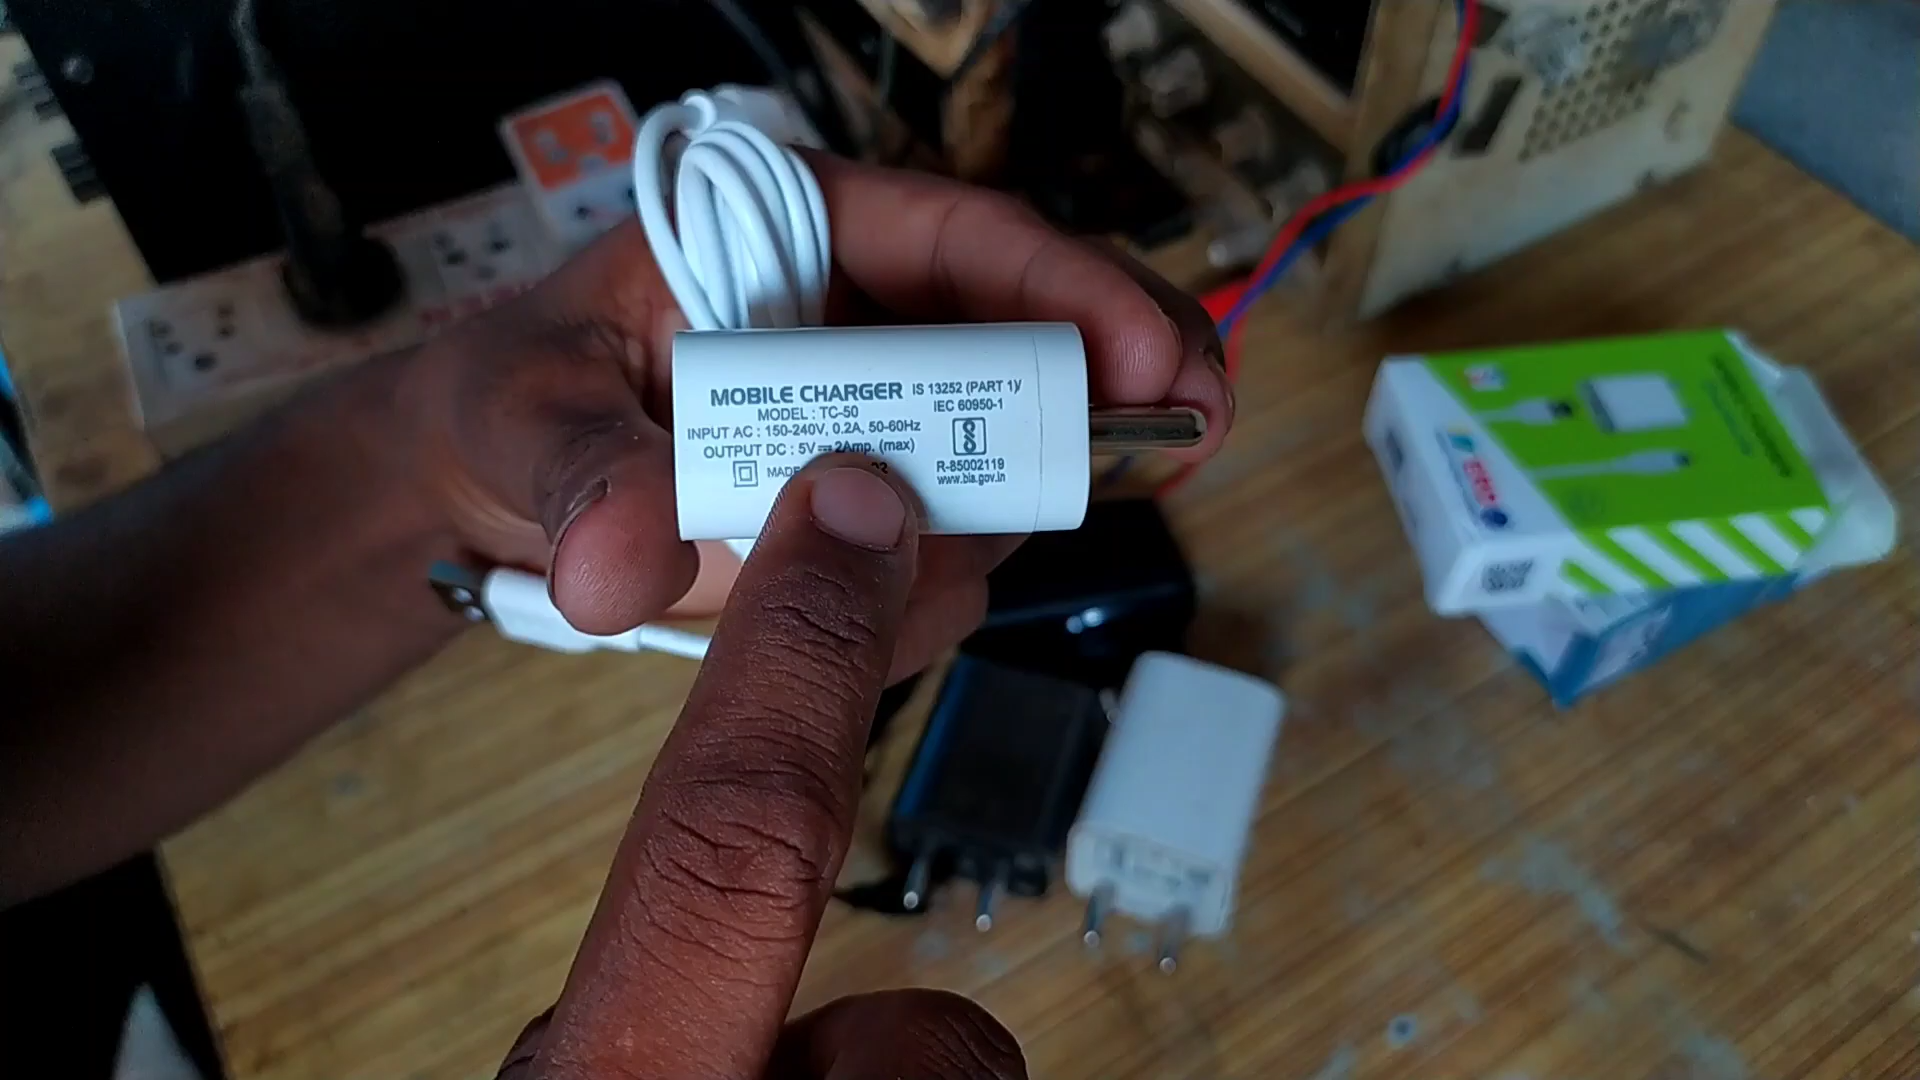 MOBILE CHARGER
MODEL : TC-50
INPUT AC : 150-240V, 0.2A, 50-60Hz
OUTPUT DC : 5V⎓2Amp. (max)
IS 13252 (PART 1)/
IEC 60950-1
R-85002119
www.bis.gov.in